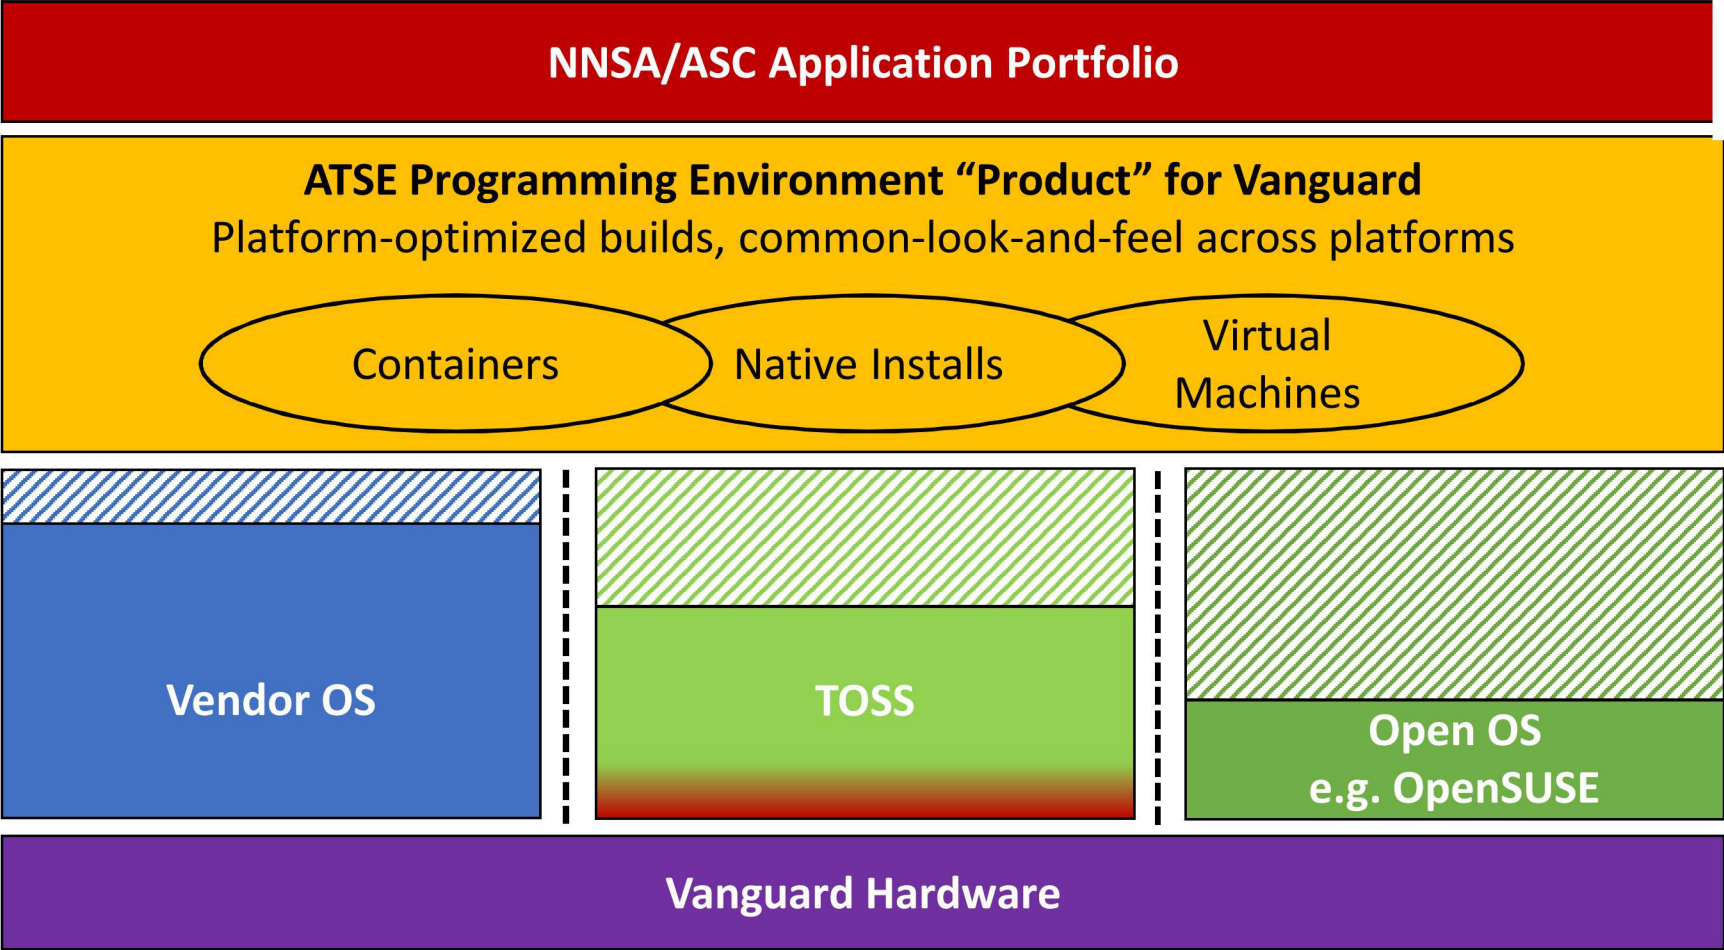 NNSA/ASC Application Portfolio
ATSE Programming Environment “Product” for Vanguard
Platform-optimized builds, common-look-and-feel across platforms
Containers
Native Installs
Virtual
Machines
Vendor OS
TOSS
Open OS
e.g. OpenSUSE
Vanguard Hardware